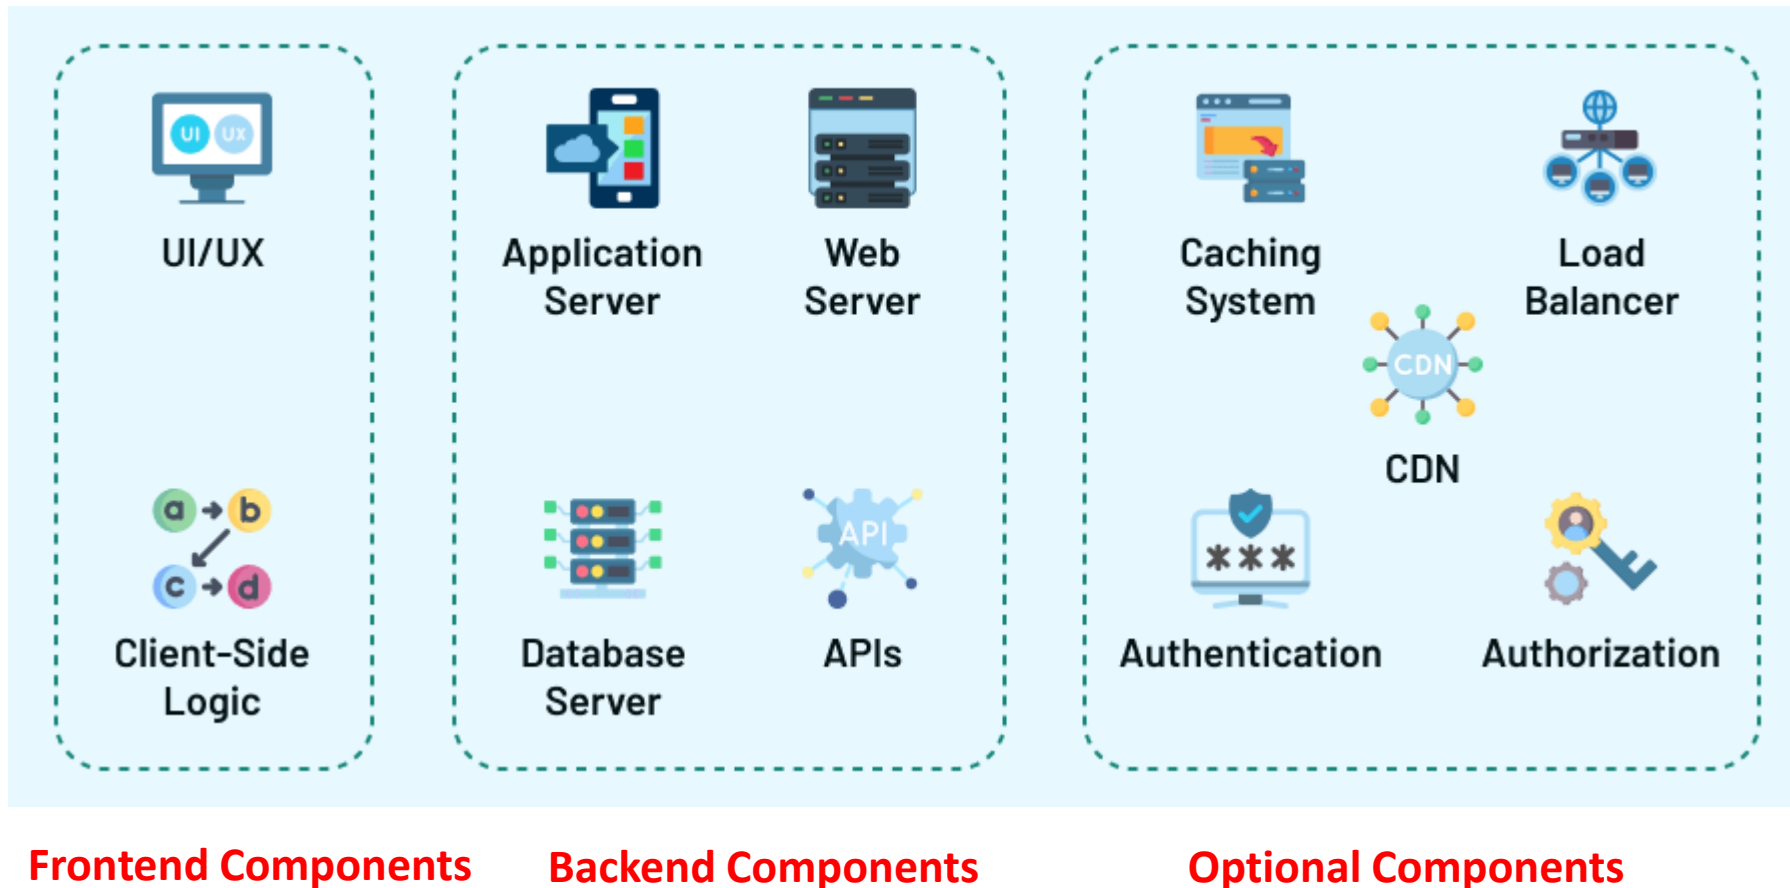 UI UX
UI/UX
a b
c d
Client-Side
Logic
Application
Server
Web
Server
Database
Server
API
APIs
Caching
System
Load
Balancer
CDN
CDN
***
Authentication
Authorization
Frontend Components
Backend Components
Optional Components